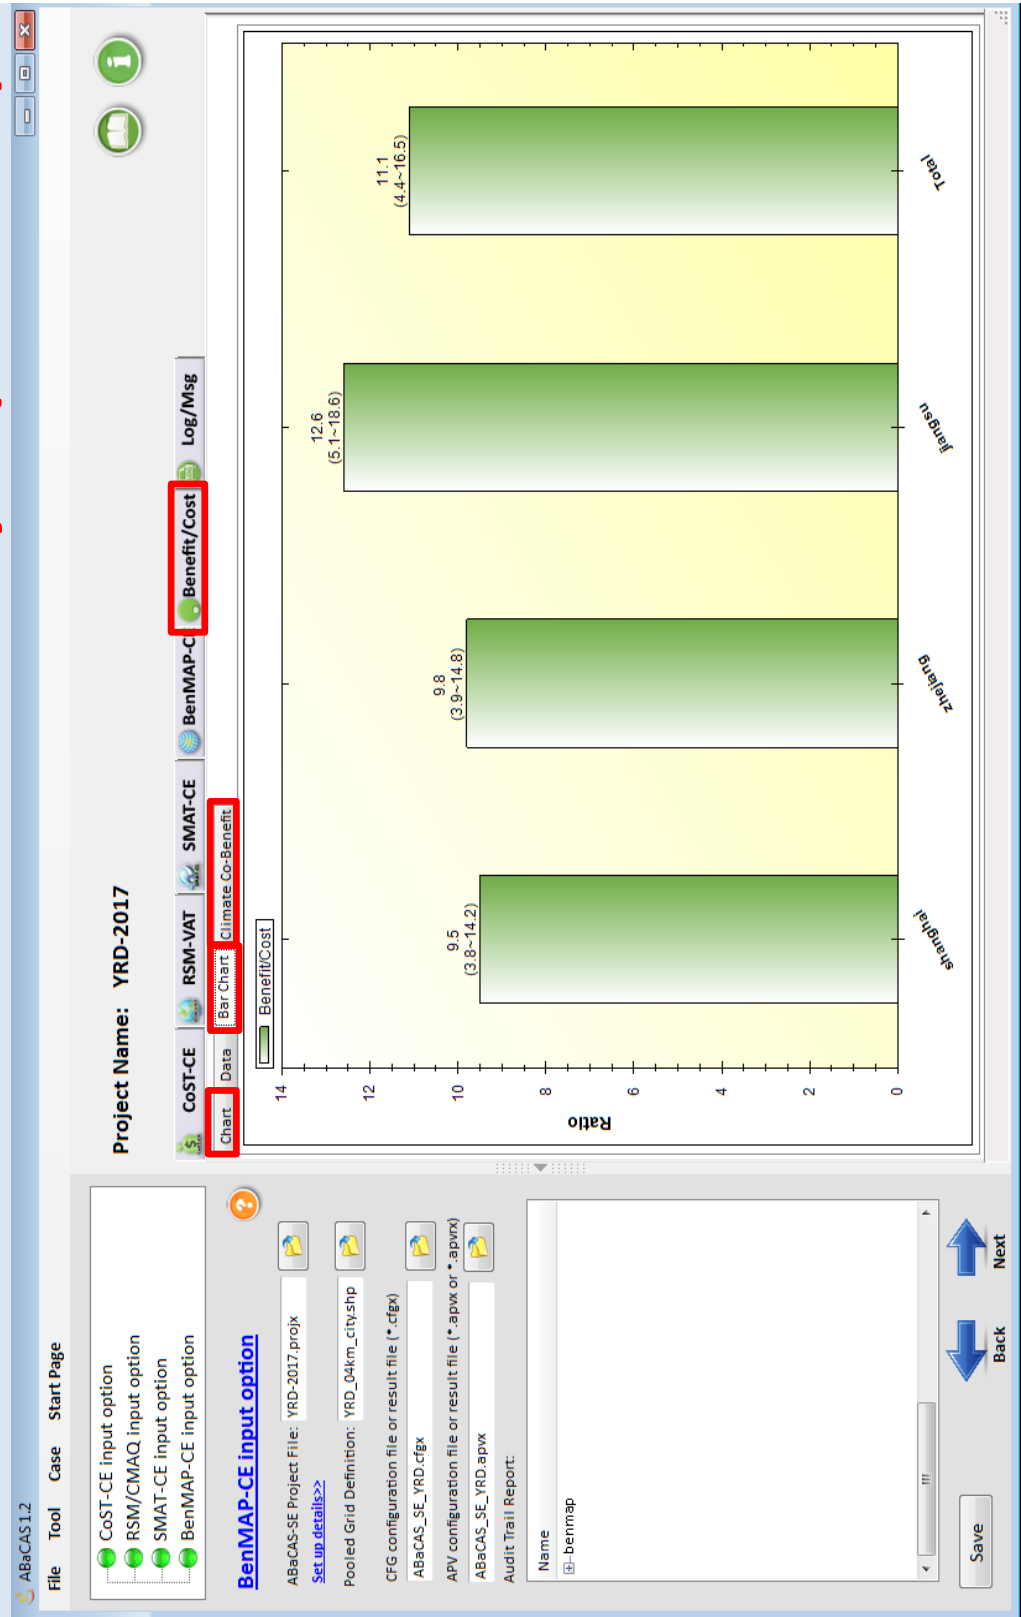 ABaCAS 1.2
File Tool Case Start Page
CoST-CE input option
RSM/CMAQ input option
SMAT-CE input option
BenMAP-CE input option
BenMAP-CE input option
ABaCAS-SE Project File: YRD-2017.projx
Set up details>>
Pooled Grid Definition: YRD_04km_city.shp
CFG configuration file or result file (*.cfgx)
ABaCAS_SE_YRD.cfgx
APV configuration file or result file (*.apvx or *.apvrx)
ABaCAS_SE_YRD.apvx
Audit Trail Report:
Name
benmap
Save
Back
Next
Project Name: YRD-2017
CoST-CE RSM-VAT SMAT-CE BenMAP-CE Benefit/Cost Log/Msg
Chart Data Bar Chart Climate Co-Benefit
Benefit/Cost
14
12
10
8
6
4
2
0
Ratio
9.5
(3.8~14.2)
9.8
(3.9~14.8)
12.6
(5.1~18.6)
11.1
(4.4~16.5)
shanghai
zhejiang
jiangsu
Total